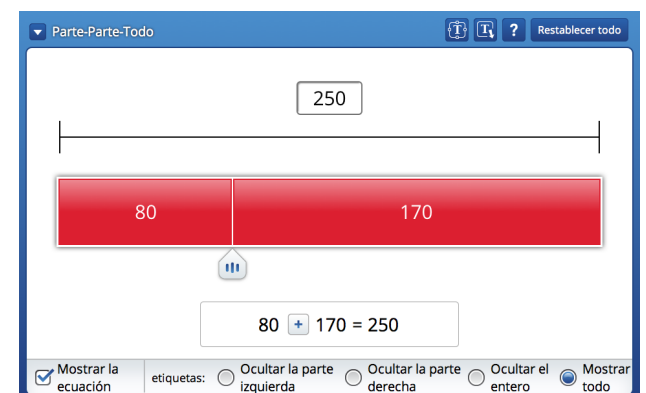 Parte-Parte-Todo
T T ? Restablecer todo
250
80 170
80 + 170 = 250
Mostrar la ecuación
etiquetas:
Ocultar la parte izquierda
Ocultar la parte derecha
Ocultar el entero
Mostrar todo